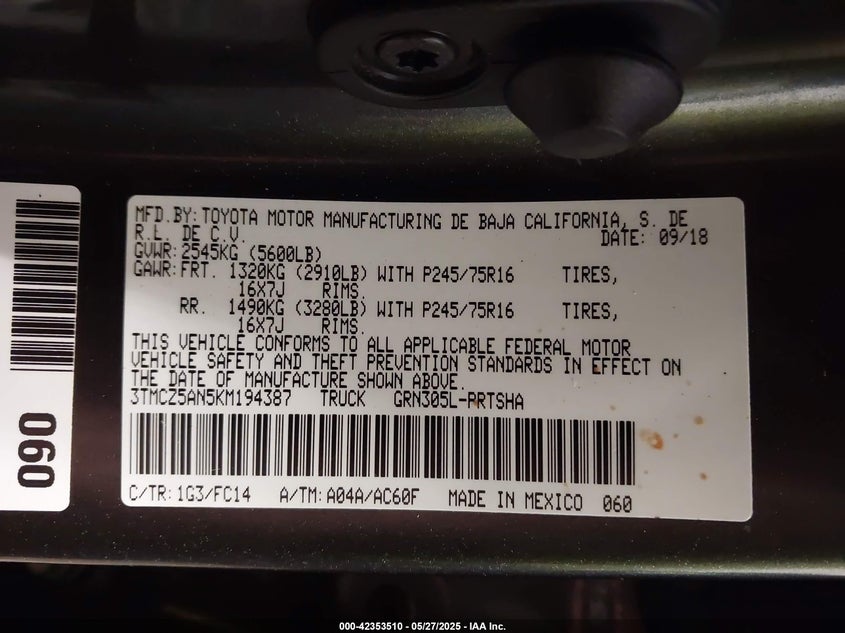 MFD.BY:TOYOTA MOTOR MANUFACTURING DE BAJA CALIFORNIA, S. DE
R.L. DE C.V. DATE: 09/18
GVWR:2545KG (5600LB)
GAWR:FRT. 1320KG (2910LB) WITH P245/75R16 TIRES,
16X7J RIMS.
RR. 1490KG (3280LB) WITH P245/75R16 TIRES,
16X7J RIMS.
THIS VEHICLE CONFORMS TO ALL APPLICABLE FEDERAL MOTOR
VEHICLE SAFETY AND THEFT PREVENTION STANDARDS IN EFFECT ON
THE DATE OF MANUFACTURE SHOWN ABOVE.
3TMCZ5AN5KM194387 TRUCK GRN305L-PRTSHA
C/TR:1G3/FC14 A/TM:A04A/AC60F MADE IN MEXICO 060
060
000-42353510 - 05/27/2025 - IAA Inc.